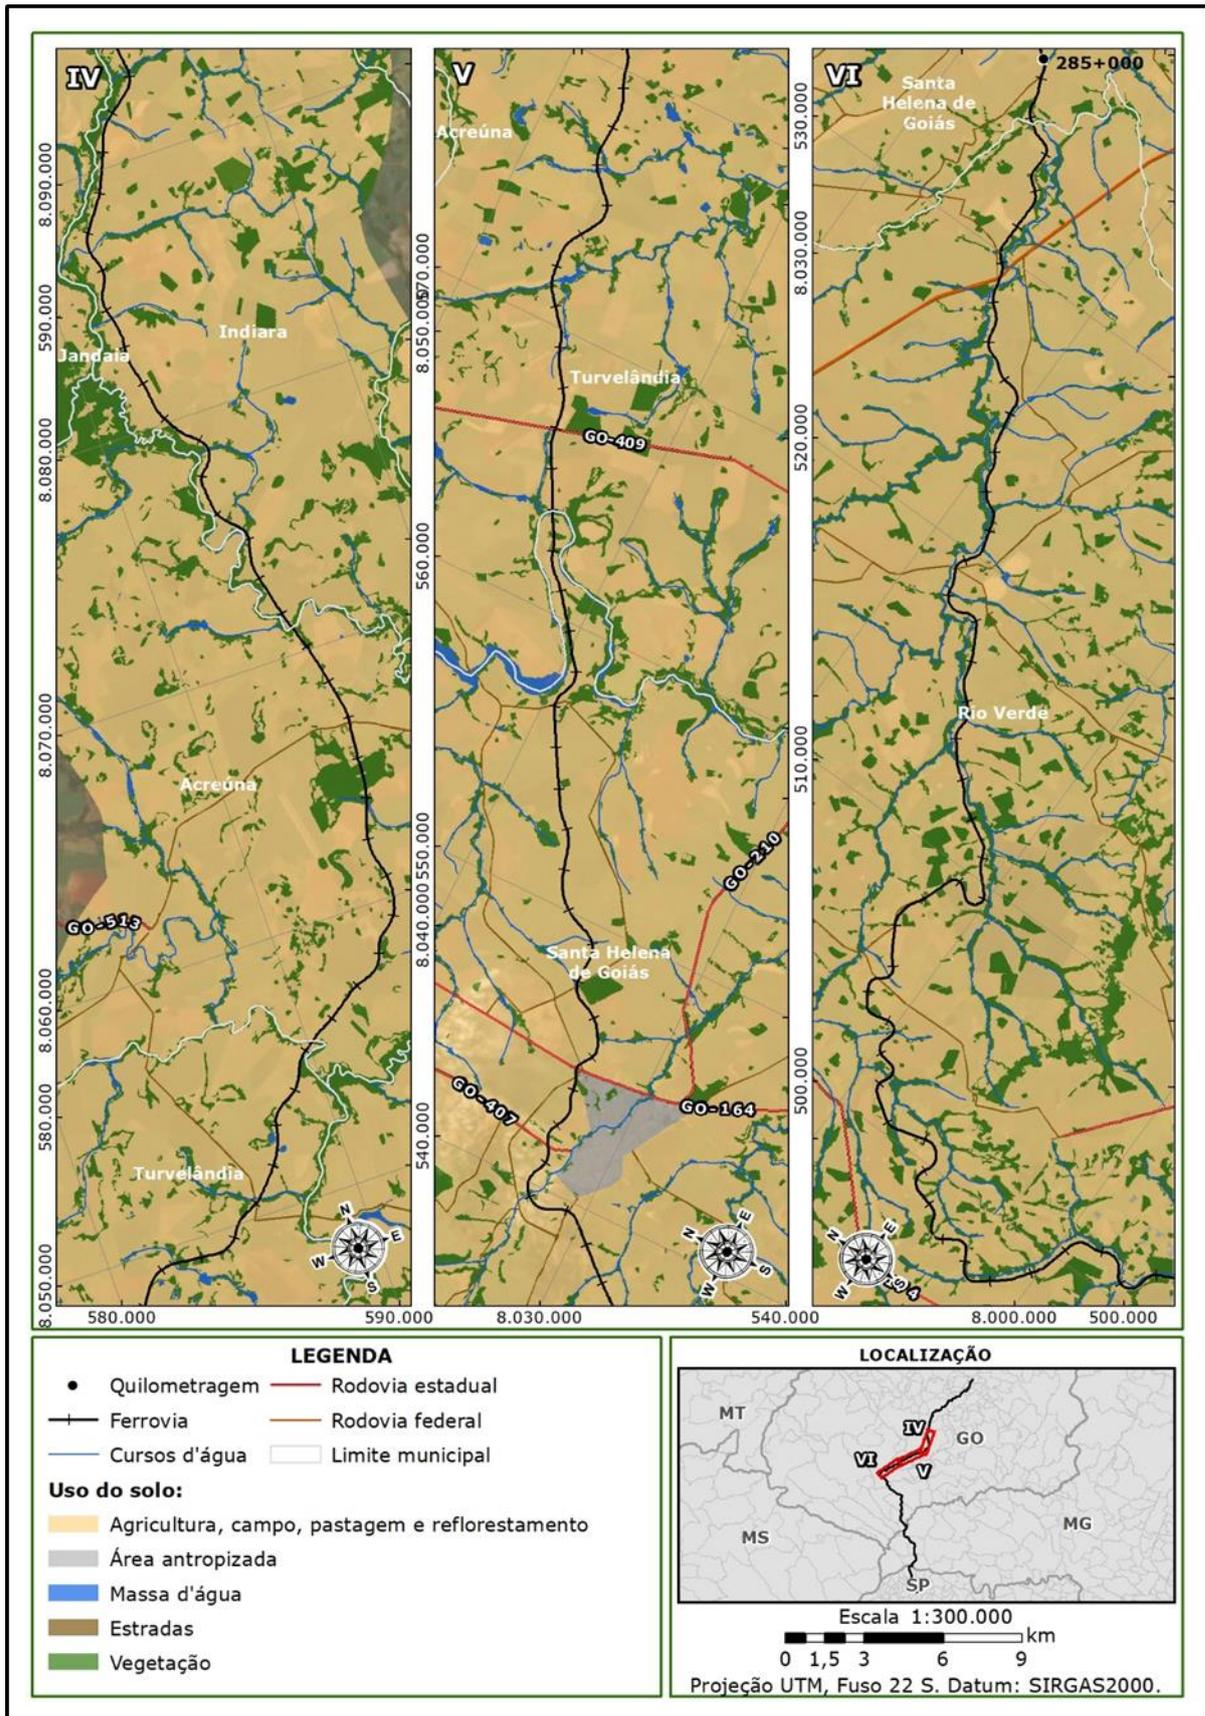 IV
8.090.000
590.000
8.080.000
8.070.000
8.060.000
580.000
8.050.000
Jandaia
Indiara
Acreúna
GO-513
Turvelândia
N
W
E
S
580.000
590.000
V
Acreúna
570.000
8.050.000
560.000
550.000
8.040.000
540.000
Turvelândia
GO-409
GO-210
Santa Helena
de Goiás
GO-407
GO-164
N
E
W
S
8.030.000
540.000
VI
285+000
Santa
Helena de
Goiás
530.000
8.030.000
520.000
510.000
500.000
Rio Verde
N
E
W
S
4
8.000.000
500.000
LEGENDA
Quilometragem
Rodovia estadual
Ferrovia
Rodovia federal
Cursos d'água
Limite municipal
Uso do solo:
Agricultura, campo, pastagem e reflorestamento
Área antropizada
Massa d'água
Estradas
Vegetação
LOCALIZAÇÃO
MT
IV
GO
VI
V
MS
MG
SP
Escala 1:300.000
km
0 1,5 3 6 9
Projeção UTM, Fuso 22 S. Datum: SIRGAS2000.